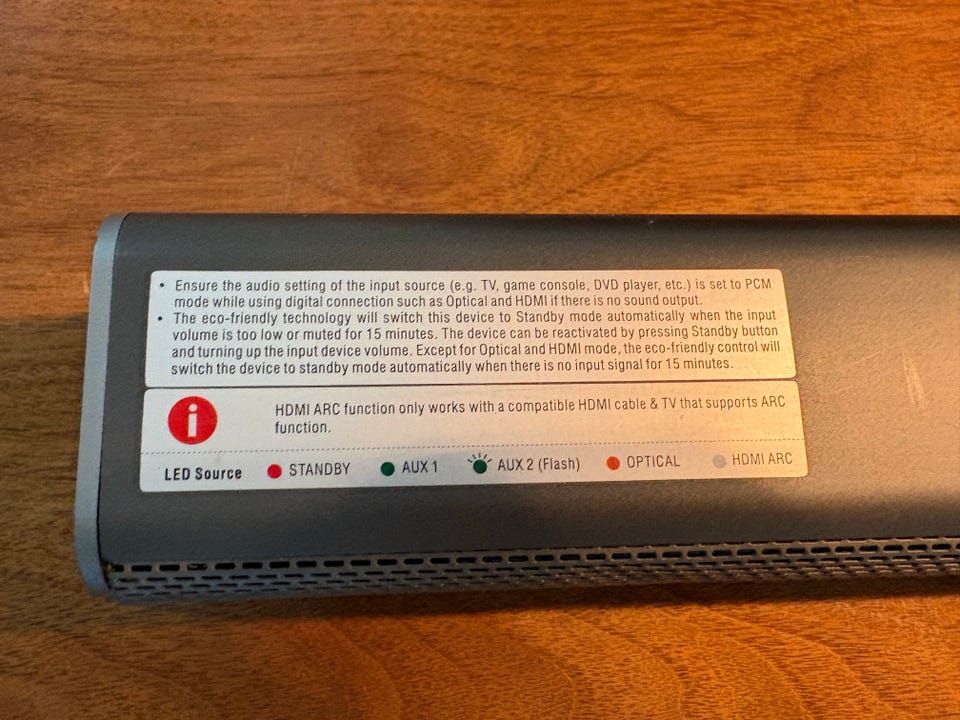 • Ensure the audio setting of the input source (e.g. TV, game console, DVD player, etc.) is set to PCM
mode while using digital connection such as Optical and HDMI if there is no sound output.
• The eco-friendly technology will switch this device to Standby mode automatically when the input
volume is too low or muted for 15 minutes. The device can be reactivated by pressing Standby button
and turning up the input device volume. Except for Optical and HDMI mode, the eco-friendly control will
switch the device to standby mode automatically when there is no input signal for 15 minutes.
i HDMI ARC function only works with a compatible HDMI cable & TV that supports ARC
function.
LED Source STANDBY AUX 1 AUX 2 (Flash) OPTICAL HDMI ARC